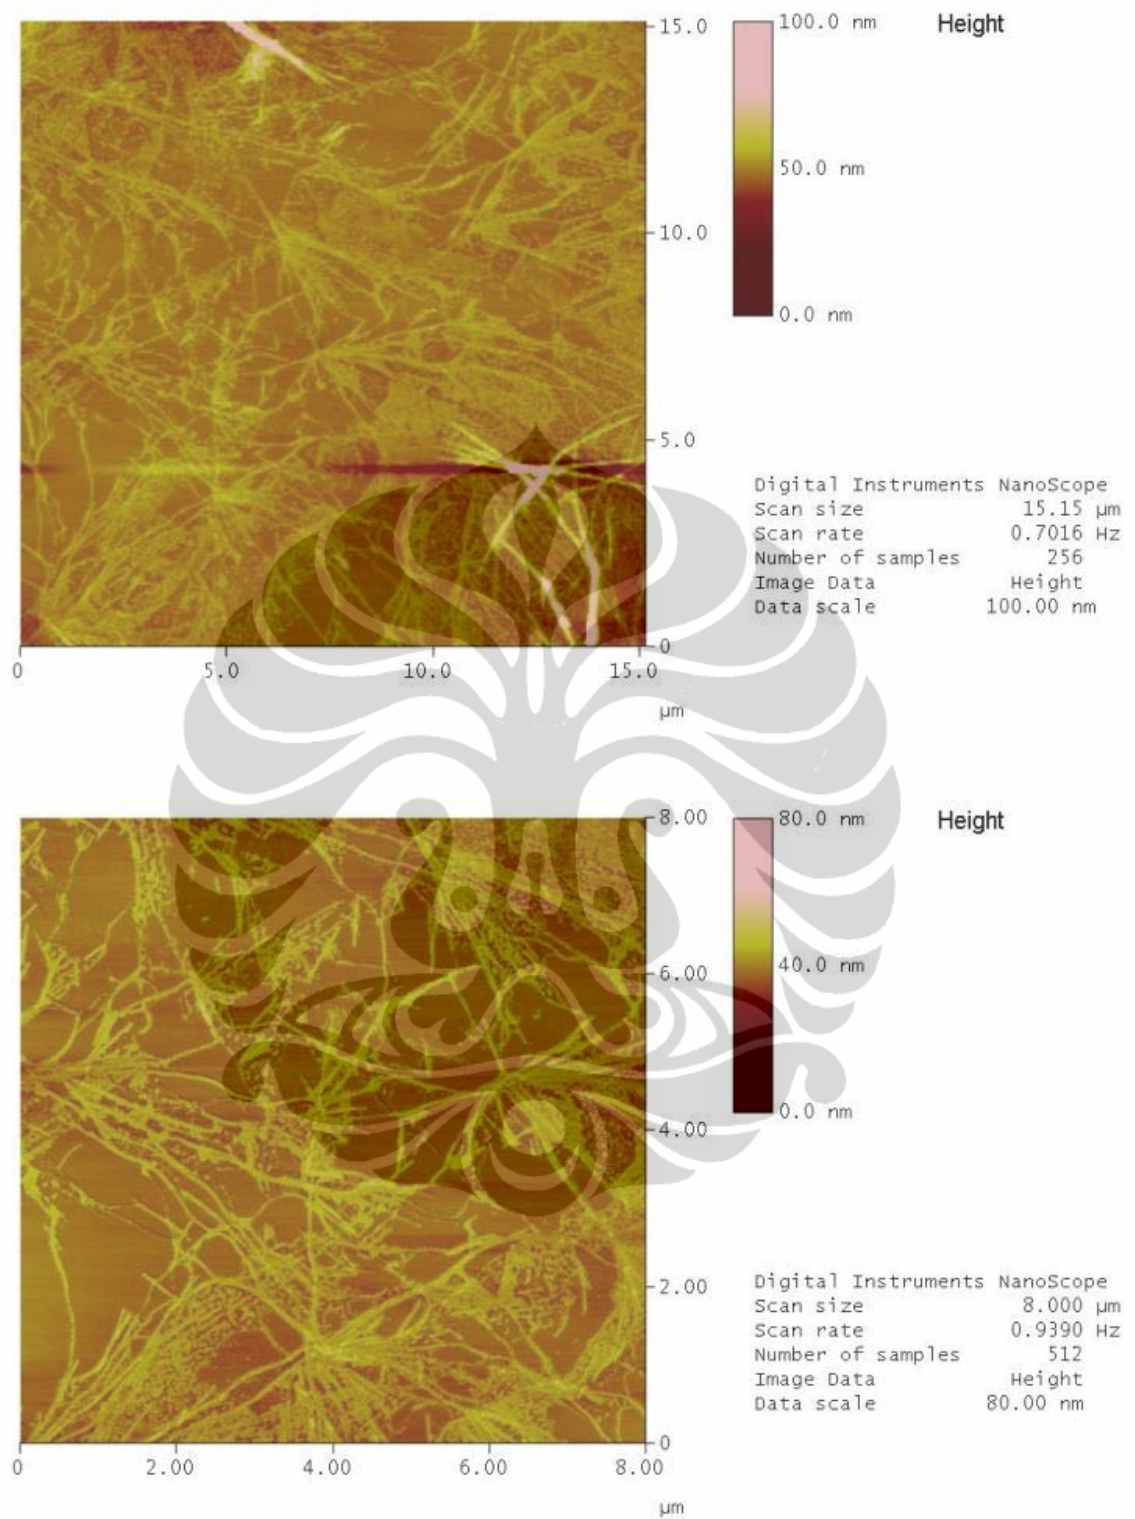 100.0 nm
Height
15.0
50.0 nm
10.0
0.0 nm
5.0
Digital Instruments NanoScope
Scan size 15.15 µm
Scan rate 0.7016 Hz
Number of samples 256
Image Data Height
Data scale 100.00 nm
0
0 5.0 10.0 15.0
µm
8.00
80.0 nm
Height
6.00
40.0 nm
4.00
0.0 nm
2.00
Digital Instruments NanoScope
Scan size 8.000 µm
Scan rate 0.9390 Hz
Number of samples 512
Image Data Height
Data scale 80.00 nm
0
0 2.00 4.00 6.00 8.00
µm